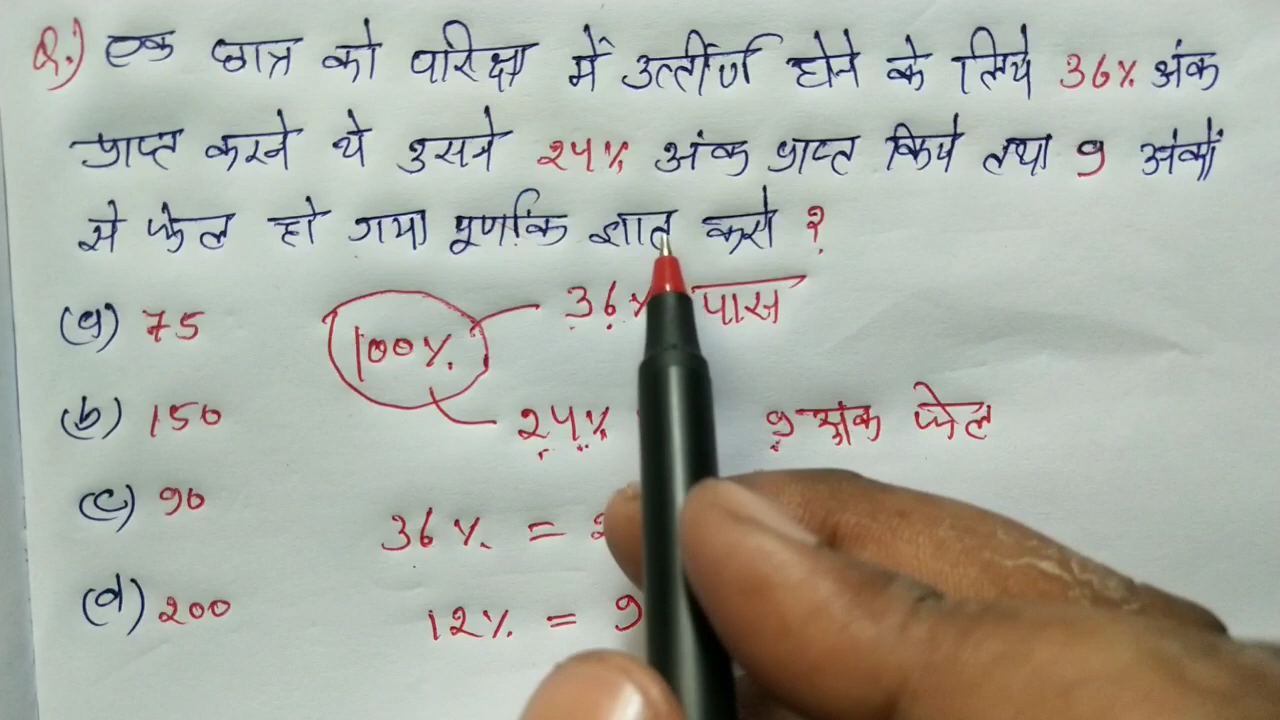 Q.) एक छात्र को परिक्षा में उत्तीर्ण होने के लिये 36% अंक
प्राप्त करने थे उसने 24% अंक प्राप्त किये तथा 9 अंकों
से फेल हो गया पूर्णांक ज्ञात करो ?
(a) 75
100%
36% पास
(b) 150
24% 9 अंक फेल
(c) 90
36% = 2
(d) 200
12% = 9